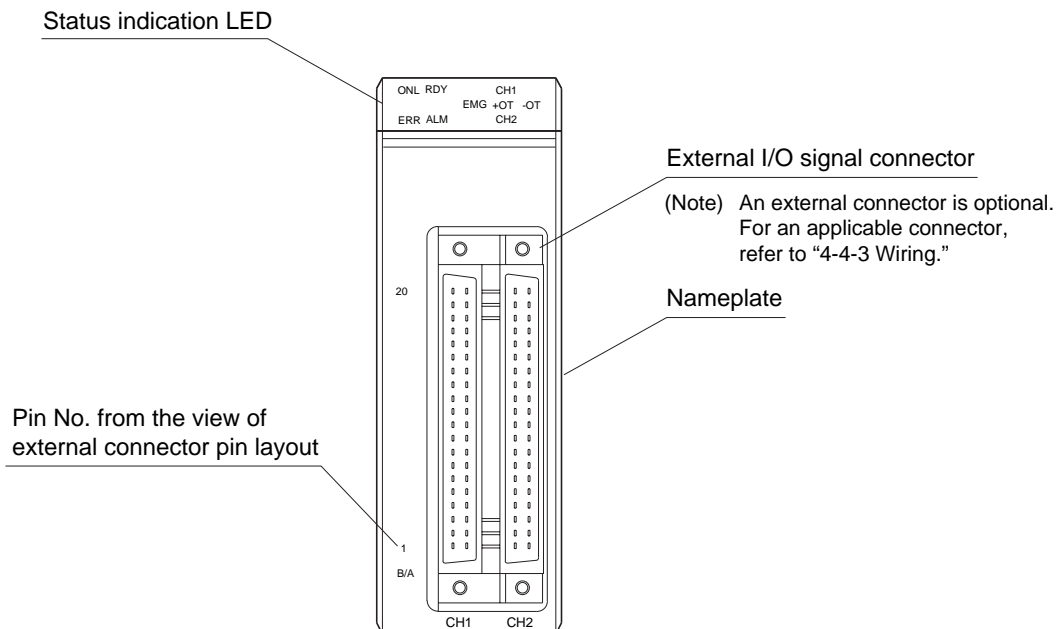 Status indication LED
ONL RDY CH1
EMG +OT -OT
ERR ALM CH2
External I/O signal connector
(Note) An external connector is optional.
For an applicable connector,
refer to “4-4-3 Wiring.”
20
Nameplate
Pin No. from the view of
external connector pin layout
1
B/A
CH1 CH2